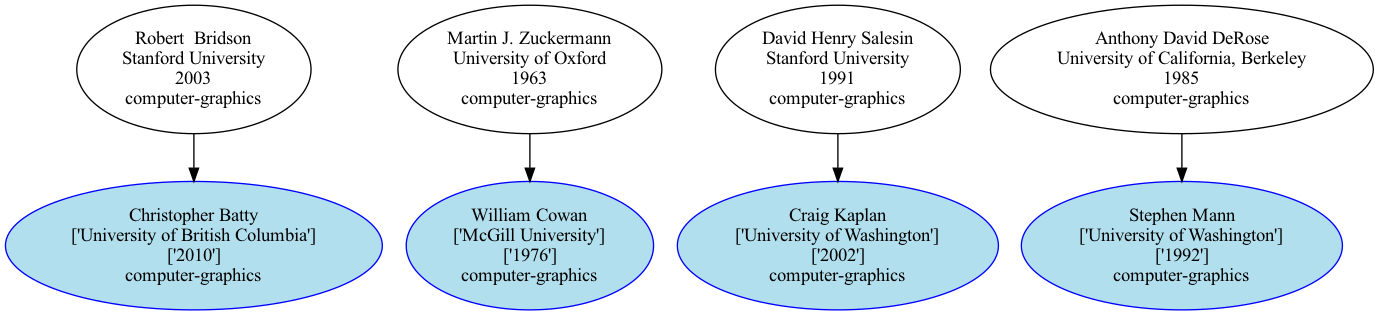 Robert  Bridson
Stanford University
2003
computer-graphics
Martin J. Zuckermann
University of Oxford
1963
computer-graphics
David Henry Salesin
Stanford University
1991
computer-graphics
Anthony David DeRose
University of California, Berkeley
1985
computer-graphics
Christopher Batty
['University of British Columbia']
['2010']
computer-graphics
William Cowan
['McGill University']
['1976']
computer-graphics
Craig Kaplan
['University of Washington']
['2002']
computer-graphics
Stephen Mann
['University of Washington']
['1992']
computer-graphics